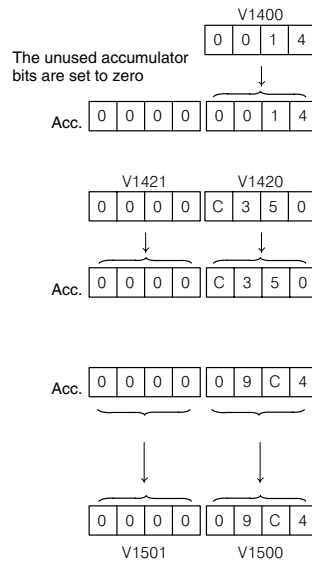 V1400
0 0 1 4
The unused accumulator
bits are set to zero
Acc. 0 0 0 0 0 0 1 4
V1421 V1420
0 0 0 0 C 3 5 0
Acc. 0 0 0 0 C 3 5 0
Acc. 0 0 0 0 0 9 C 4
0 0 0 0 0 9 C 4
V1501 V1500